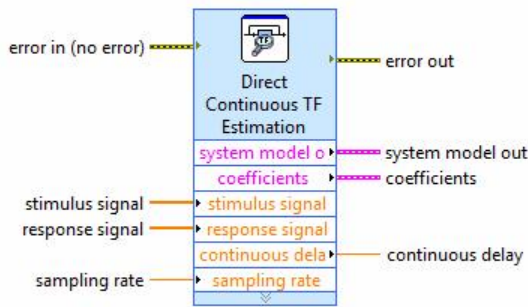 error in (no error)
TF
error out
Direct
Continuous TF
Estimation
system model o
system model out
coefficients
coefficients
stimulus signal
stimulus signal
response signal
response signal
continuous dela
continuous delay
sampling rate
sampling rate